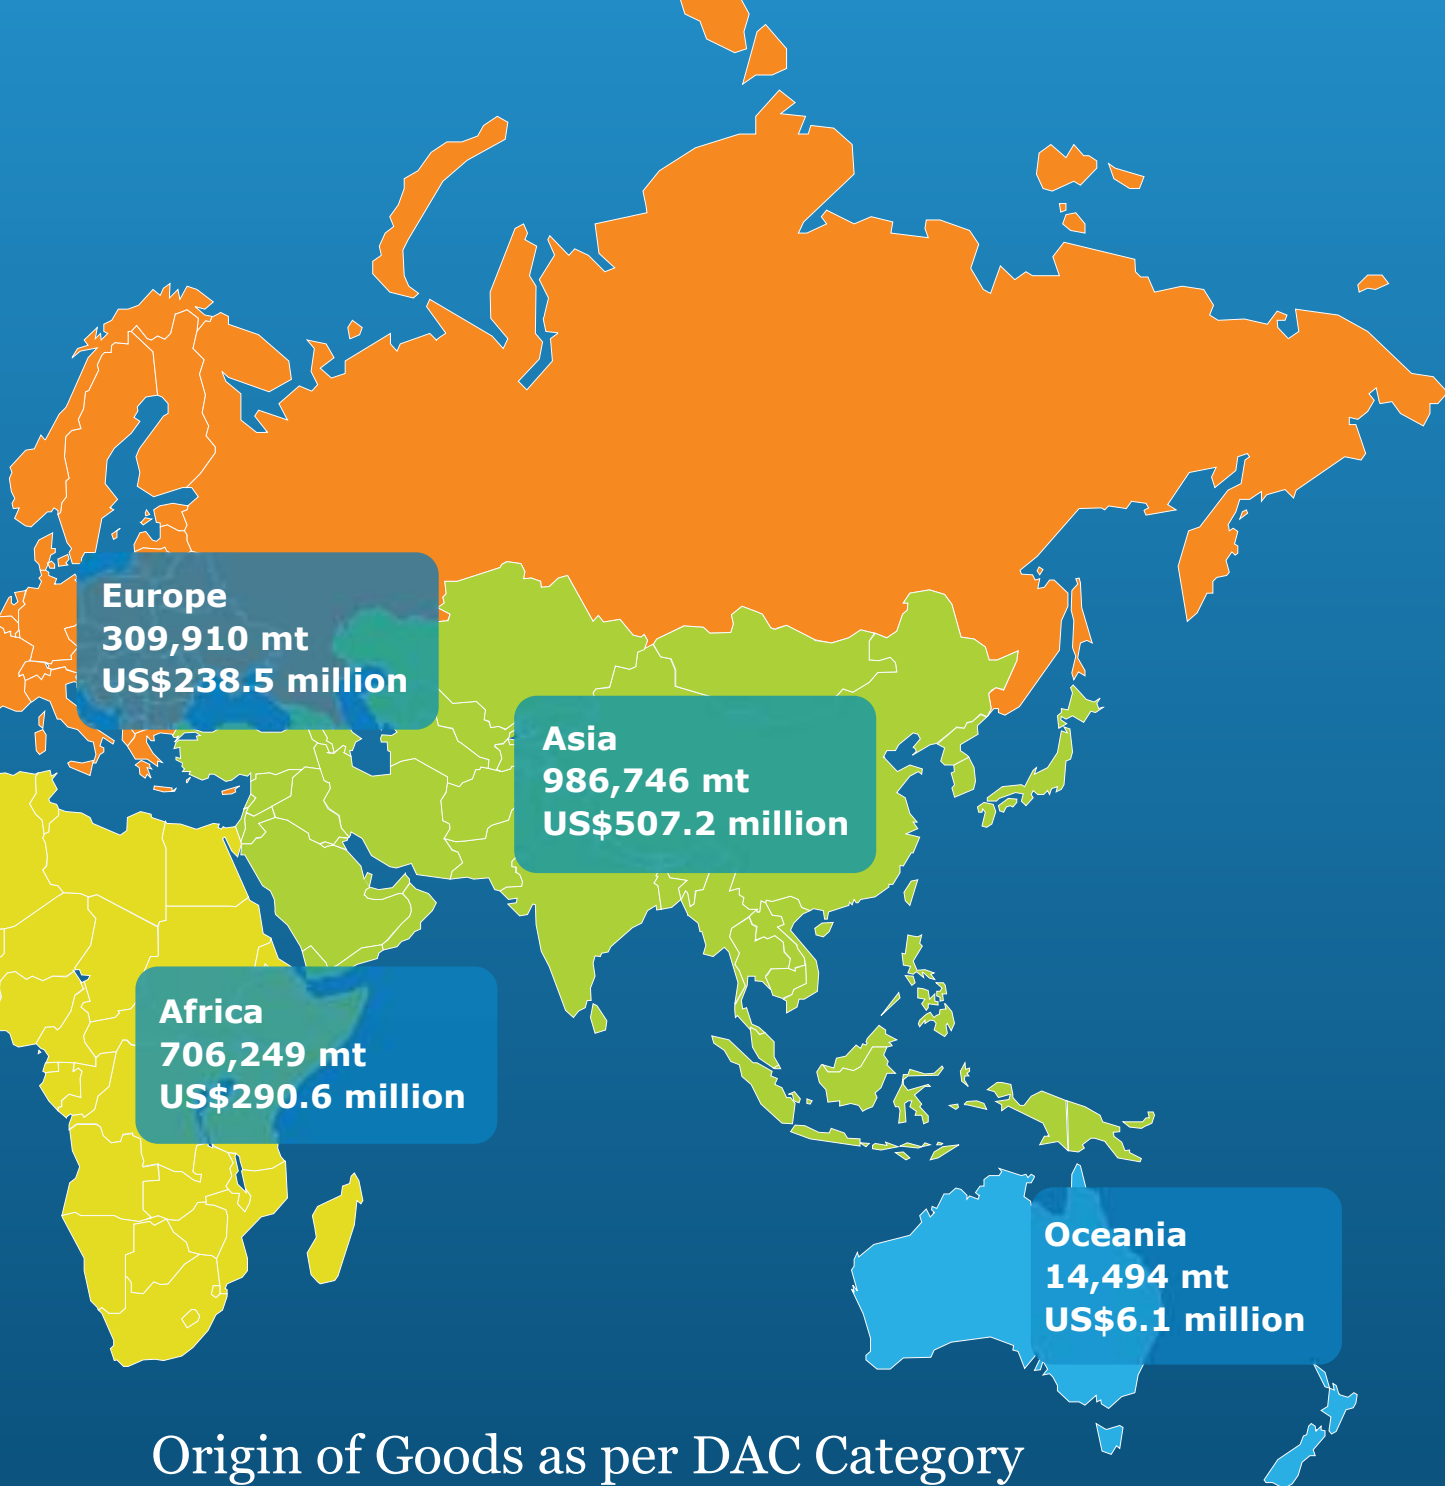 Europe
309,910 mt
US$238.5 million
Asia
986,746 mt
US$507.2 million
Africa
706,249 mt
US$290.6 million
Oceania
14,494 mt
US$6.1 million
Origin of Goods as per DAC Category